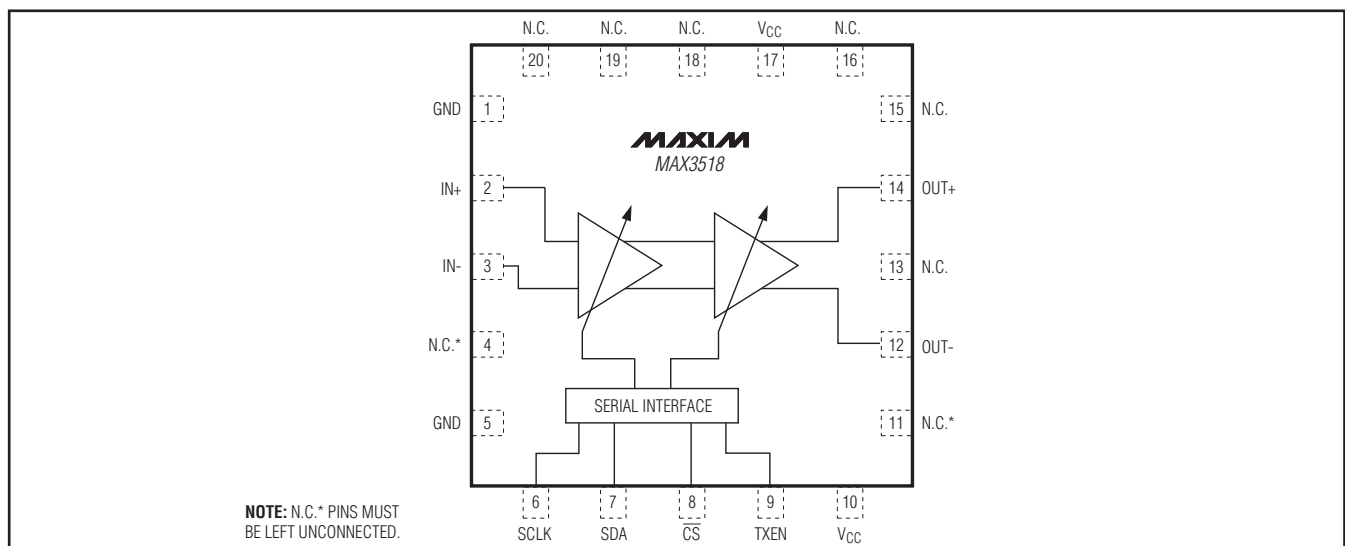 N.C. N.C. N.C. VCC N.C.
20 19 18 17 16
GND 1
15 N.C.
MAXIM
MAX3518
IN+ 2
14 OUT+
IN- 3
13 N.C.
N.C.* 4
12 OUT-
SERIAL INTERFACE
GND 5
11 N.C.*
6 7 8 9 10
SCLK SDA C̅S̅ TXEN VCC
NOTE: N.C.* PINS MUST
BE LEFT UNCONNECTED.